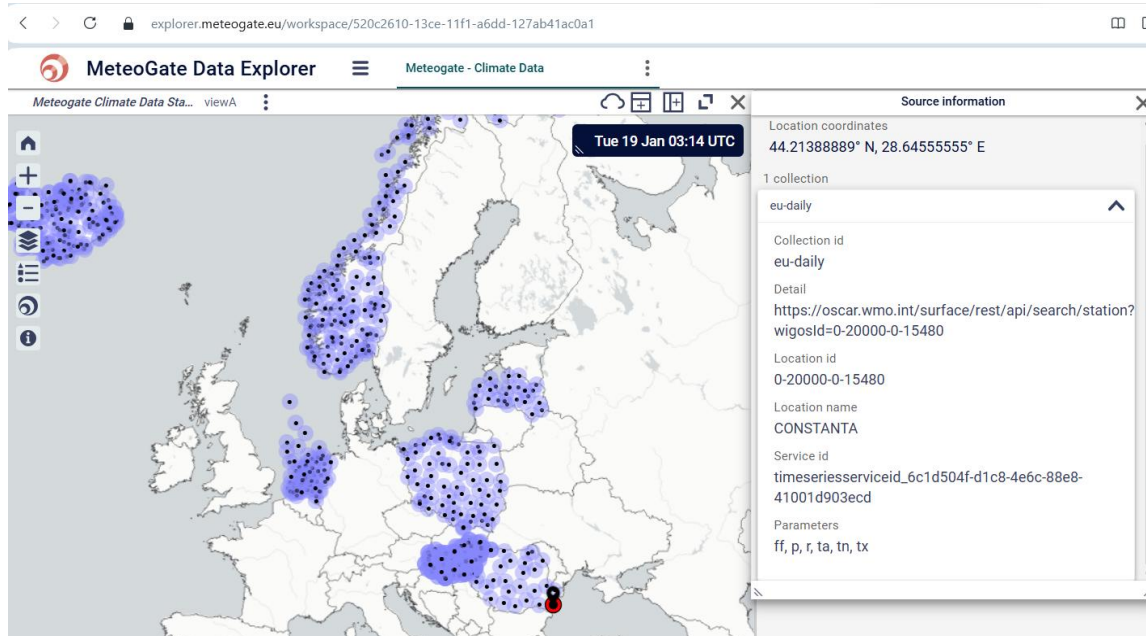 explorer.meteogate.eu/workspace/520c2610-13ce-11f1-a6dd-127ab41ac0a1
MeteoGate Data Explorer
Meteogate - Climate Data
Meteogate Climate Data Sta... viewA
Tue 19 Jan 03:14 UTC
Source information
Location coordinates
44.21388889° N, 28.64555555° E
1 collection
eu-daily
Collection id
eu-daily
Detail
https://oscar.wmo.int/surface/rest/api/search/station?
wigosId=0-20000-0-15480
Location id
0-20000-0-15480
Location name
CONSTANTA
Service id
timeseriesserviceid_6c1d504f-d1c8-4e6c-88e8-
41001d903ecd
Parameters
ff, p, r, ta, tn, tx